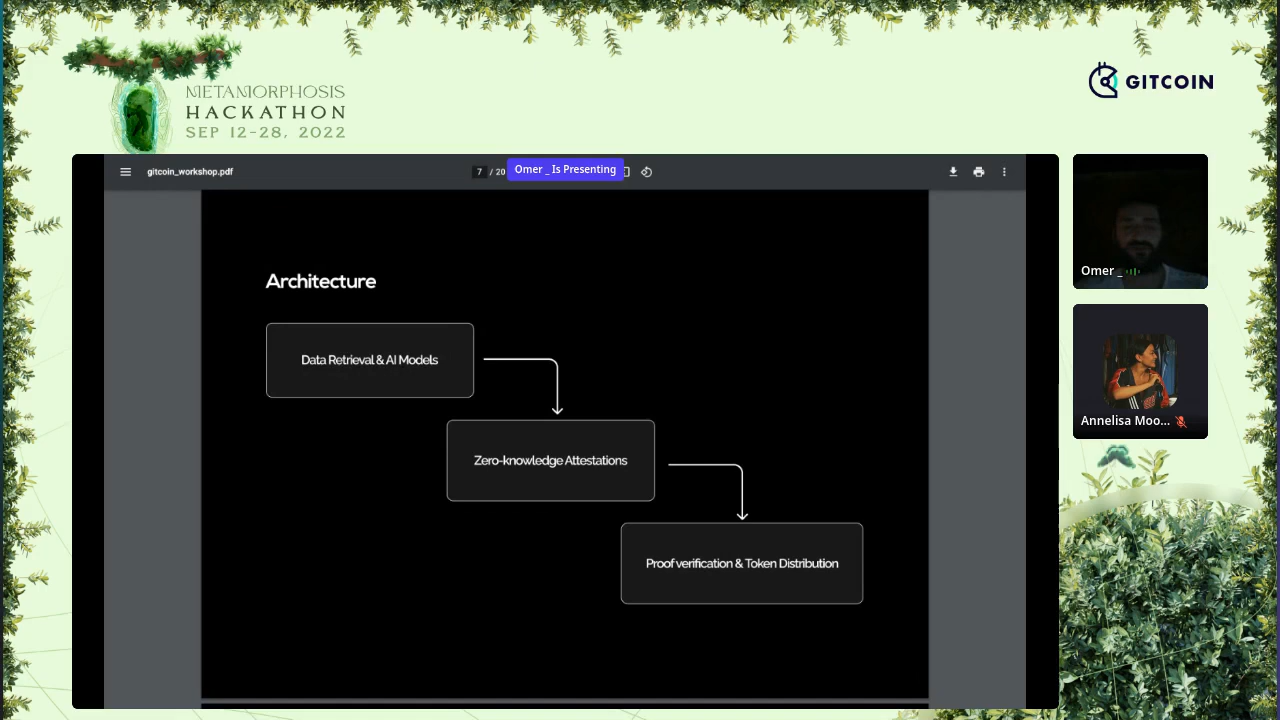 METAMORPHOSIS
HACKATHON
SEP 12-28, 2022
GITCOIN
gitcoin_workshop.pdf
7 / 20
Omer _ Is Presenting
Architecture
Data Retrieval & AI Models
Zero-knowledge Attestations
Proof verification & Token Distribution
Omer _
Annelisa Moo...